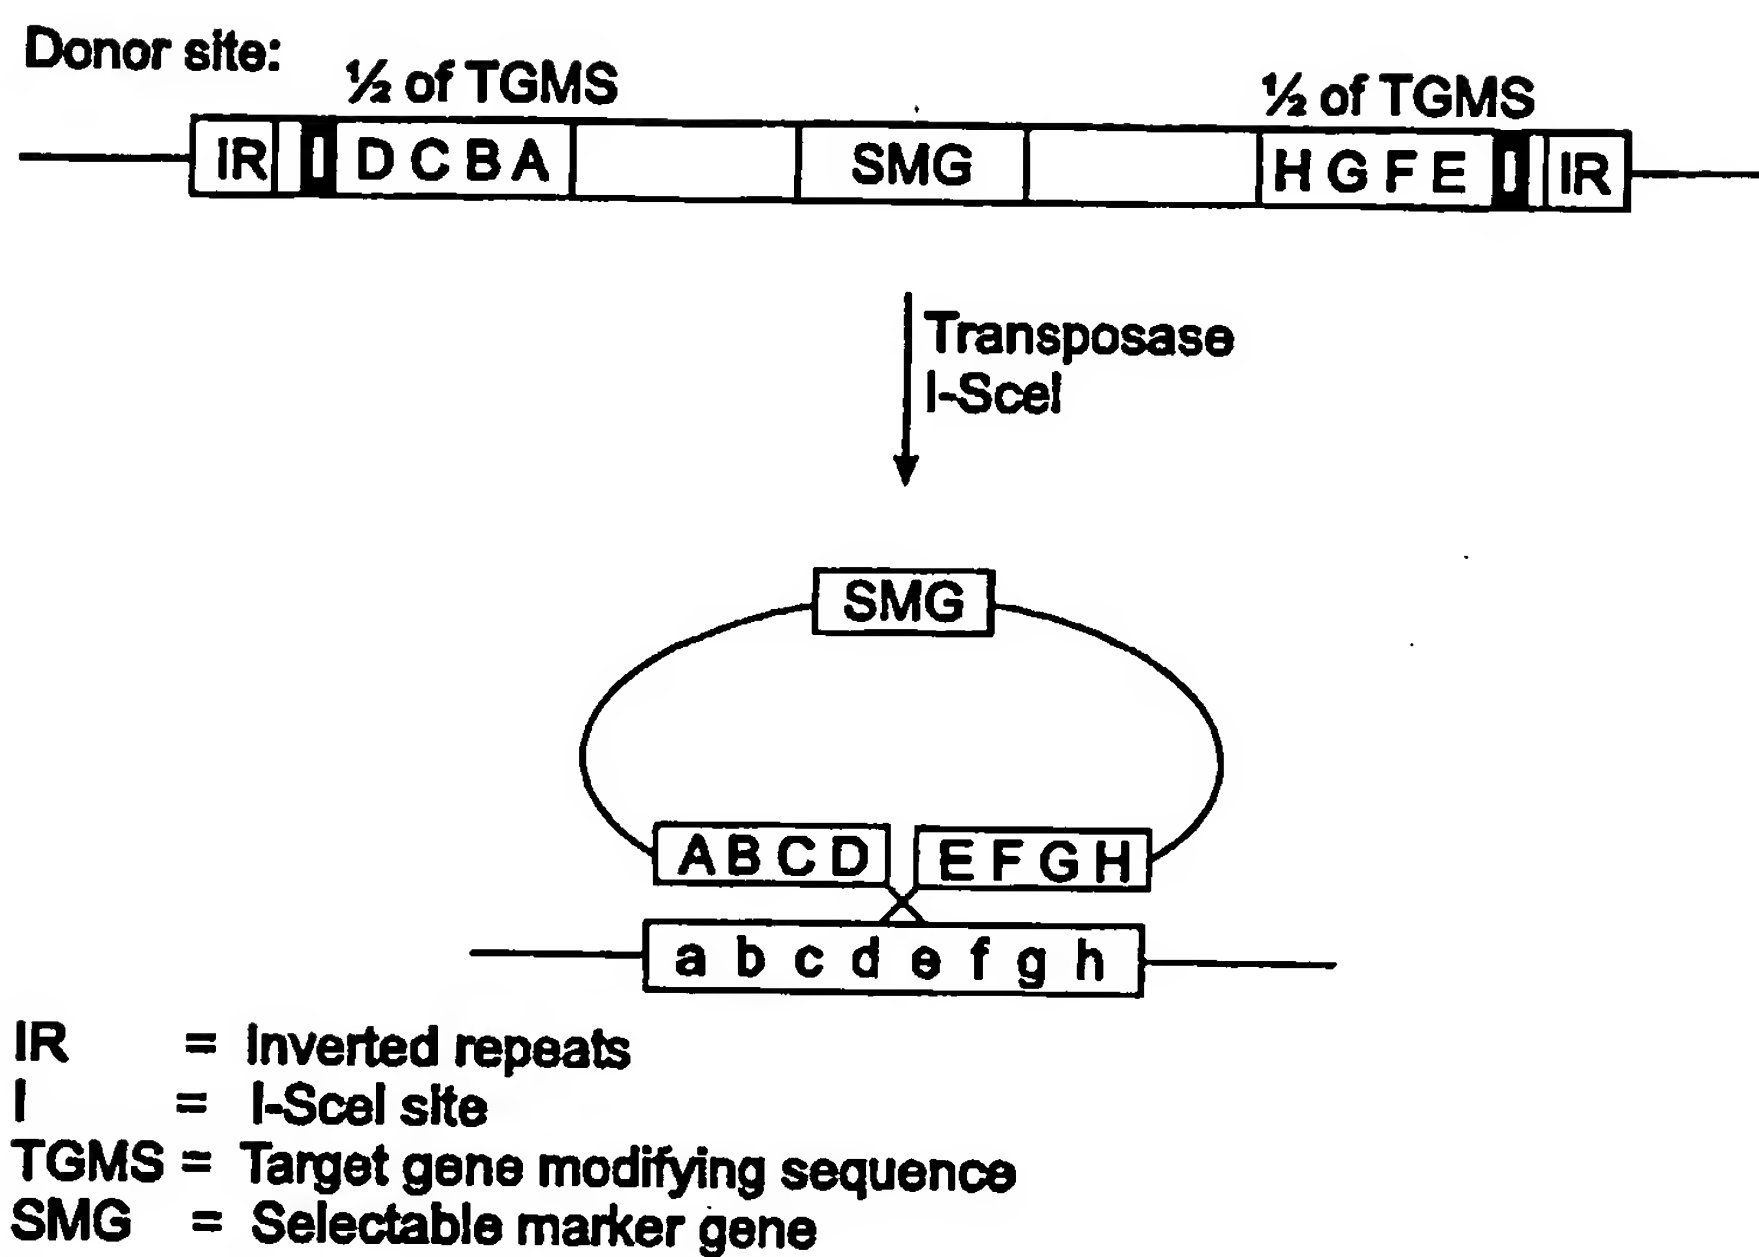 Donor site:
½ of TGMS ½ of TGMS
IR I D C B A SMG H G F E I IR
Transposase
I-SceI
SMG
A B C D E F G H
a b c d e f g h
IR = Inverted repeats
I = I-SceI site
TGMS = Target gene modifying sequence
SMG = Selectable marker gene